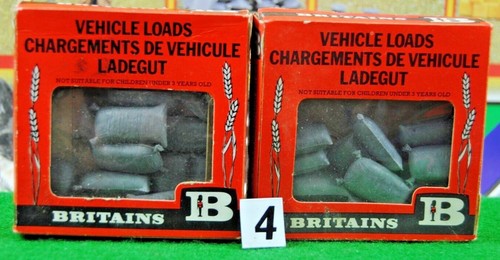 VEHICLE LOADS
CHARGEMENTS DE VEHICULE
LADEGUT
NOT SUITABLE FOR CHILDREN UNDER 3 YEARS OLD
BRITAINS B
BRITAINS B
VEHICLE LOADS
CHARGEMENTS DE VEHICULE
LADEGUT
NOT SUITABLE FOR CHILDREN UNDER 3 YEARS OLD
BRITAINS B
4